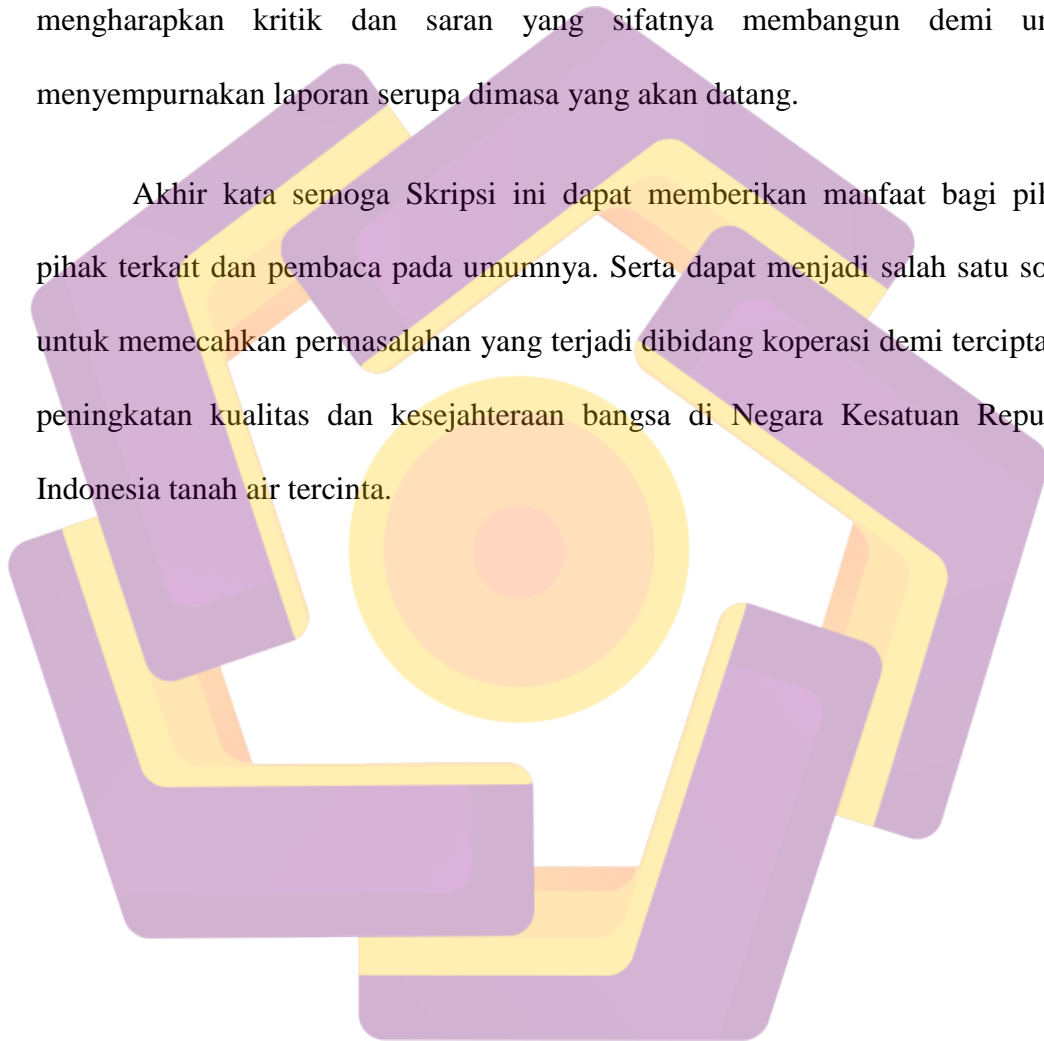 mengharapkan kritik dan saran yang sifatnya membangun demi un
menyempurnakan laporan serupa dimasa yang akan datang.
Akhir kata semoga Skripsi ini dapat memberikan manfaat bagi pih
pihak terkait dan pembaca pada umumnya. Serta dapat menjadi salah satu so
untuk memecahkan permasalahan yang terjadi dibidang koperasi demi tercipta
peningkatan kualitas dan kesejahteraan bangsa di Negara Kesatuan Repu
Indonesia tanah air tercinta.